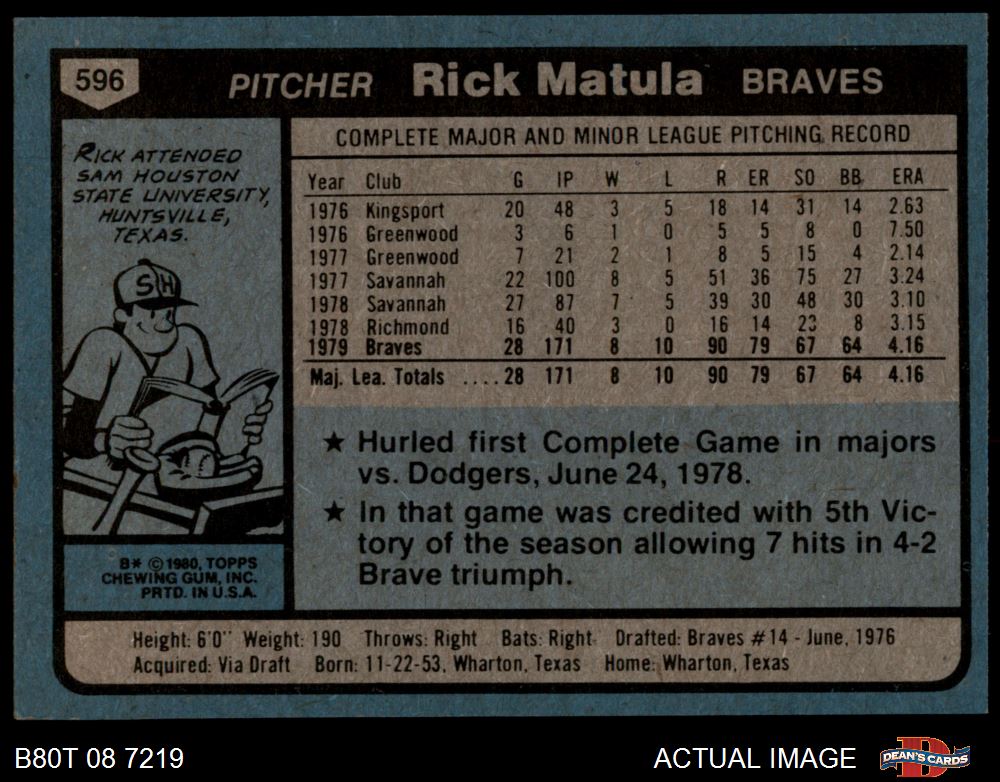 596 PITCHER Rick Matula BRAVES
RICK ATTENDED
SAM HOUSTON
STATE UNIVERSITY,
HUNTSVILLE,
TEXAS.
SH
B* © 1980, TOPPS
CHEWING GUM, INC.
PRTD. IN U.S.A.
COMPLETE MAJOR AND MINOR LEAGUE PITCHING RECORD
Year Club G IP W L R ER SO BB ERA
1976 Kingsport 20 48 3 5 18 14 31 14 2.63
1976 Greenwood 3 6 1 0 5 5 8 0 7.50
1977 Greenwood 7 21 2 1 8 5 15 4 2.14
1977 Savannah 22 100 8 5 51 36 75 27 3.24
1978 Savannah 27 87 7 5 39 30 48 30 3.10
1978 Richmond 16 40 3 0 16 14 23 8 3.15
1979 Braves 28 171 8 10 90 79 67 64 4.16
Maj. Lea. Totals ....28 171 8 10 90 79 67 64 4.16
★ Hurled first Complete Game in majors
vs. Dodgers, June 24, 1978.
★ In that game was credited with 5th Vic-
tory of the season allowing 7 hits in 4-2
Brave triumph.
Height: 6'0" Weight: 190 Throws: Right Bats: Right Drafted: Braves #14 - June, 1976
Acquired: Via Draft Born: 11-22-53, Wharton, Texas Home: Wharton, Texas
B80T 08 7219 ACTUAL IMAGE DEAN'S CARDS